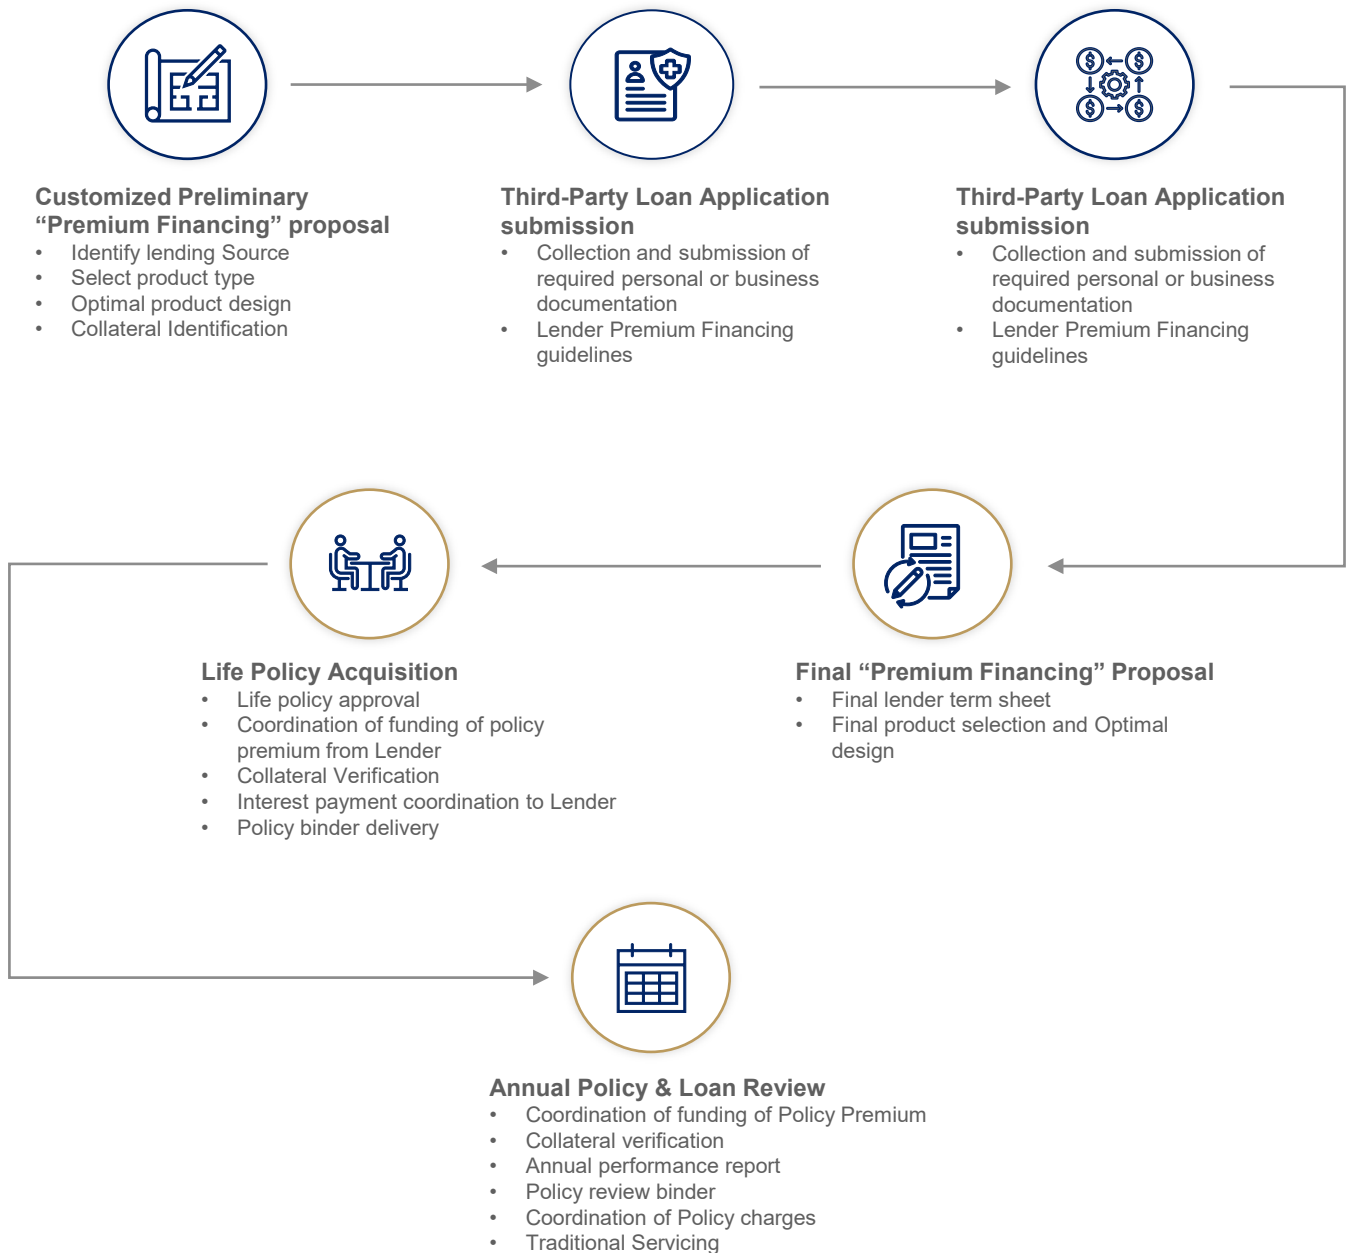 Customized Preliminary
“Premium Financing” proposal
• Identify lending Source
• Select product type
• Optimal product design
• Collateral Identification
Third-Party Loan Application
submission
• Collection and submission of
required personal or business
documentation
• Lender Premium Financing
guidelines
Third-Party Loan Application
submission
• Collection and submission of
required personal or business
documentation
• Lender Premium Financing
guidelines
Final “Premium Financing” Proposal
• Final lender term sheet
• Final product selection and Optimal
design
Life Policy Acquisition
• Life policy approval
• Coordination of funding of policy
premium from Lender
• Collateral Verification
• Interest payment coordination to Lender
• Policy binder delivery
Annual Policy & Loan Review
• Coordination of funding of Policy Premium
• Collateral verification
• Annual performance report
• Policy review binder
• Coordination of Policy charges
• Traditional Servicing